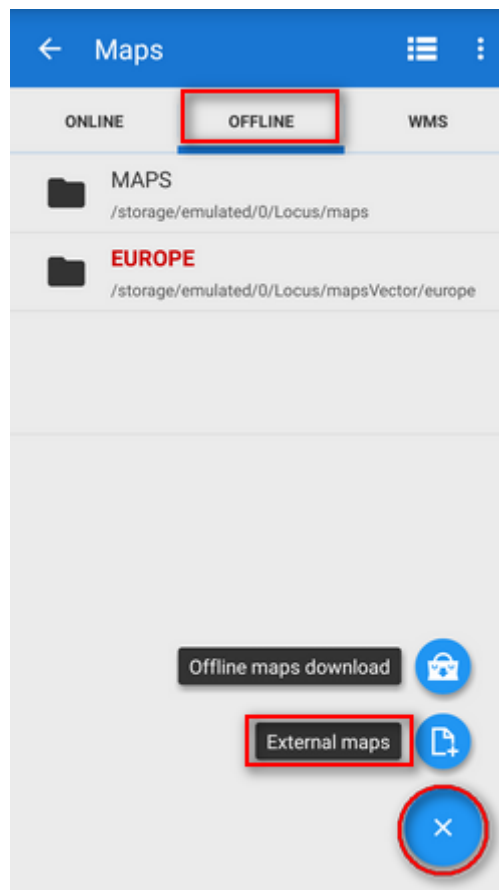 Maps
ONLINE
OFFLINE
WMS
MAPS
/storage/emulated/0/Locus/maps
EUROPE
/storage/emulated/0/Locus/mapsVector/europe
Offline maps download
External maps